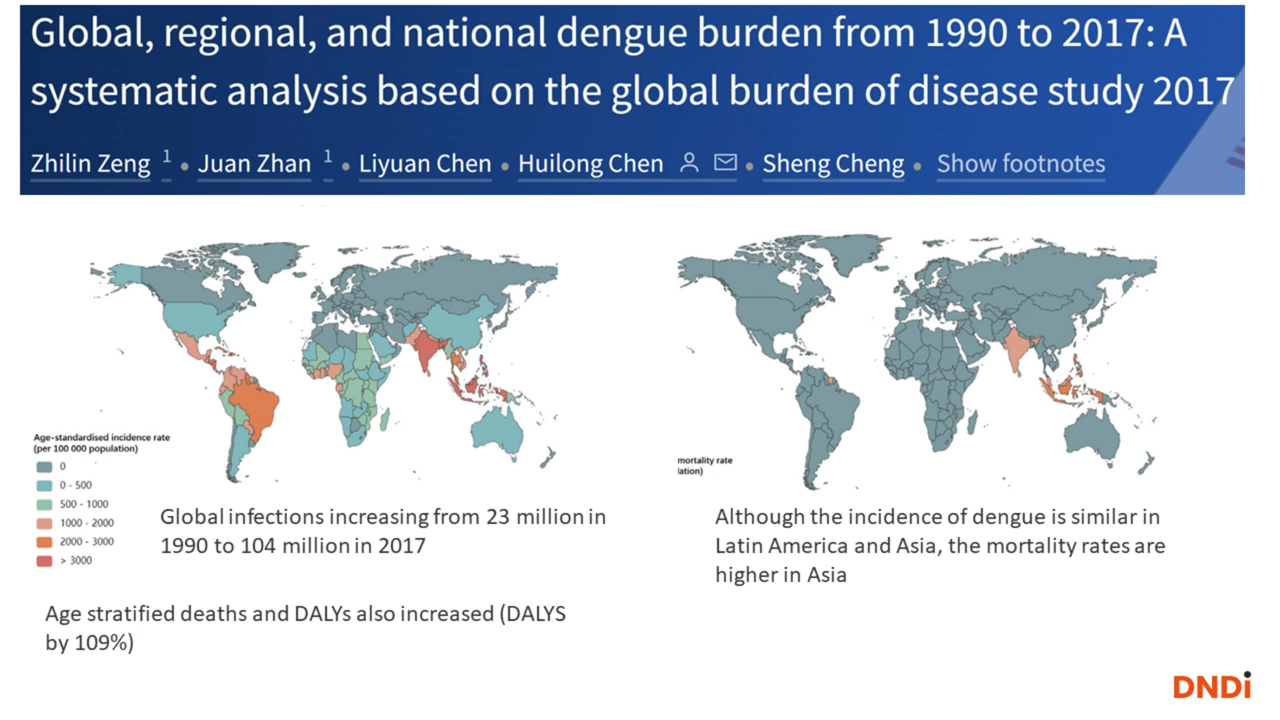 Global, regional, and national dengue burden from 1990 to 2017: A
systematic analysis based on the global burden of disease study 2017
Zhilin Zeng 1 • Juan Zhan 1 • Liyuan Chen • Huilong Chen • Sheng Cheng • Show footnotes
Age-standardised incidence rate
(per 100 000 population)
0
0 - 500
500 - 1000
1000 - 2000
2000 - 3000
> 3000
Global infections increasing from 23 million in
1990 to 104 million in 2017
Age stratified deaths and DALYs also increased (DALYS
by 109%)
mortality rate
lation)
Although the incidence of dengue is similar in
Latin America and Asia, the mortality rates are
higher in Asia
DNDi